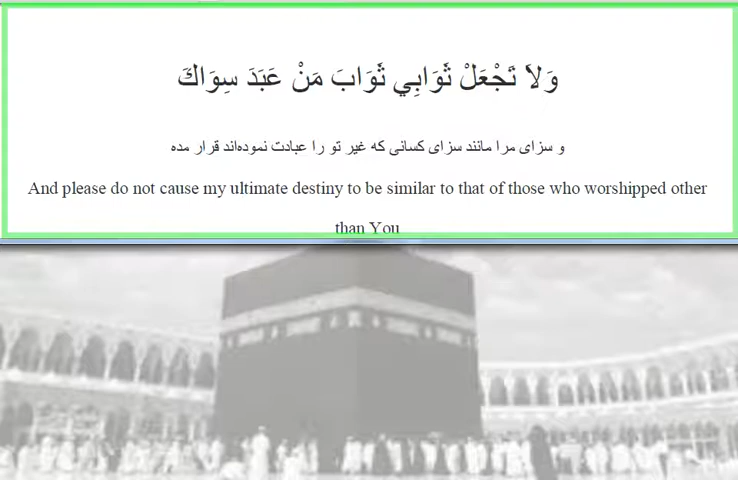 وَلاَ تَجْعَلْ ثَوَابِي ثَوَابَ مَنْ عَبَدَ سِوَاكَ
و سزای مرا مانند سزای کسانی که غیر تو را عبادت نموده‌اند قرار مده
And please do not cause my ultimate destiny to be similar to that of those who worshipped other
than You